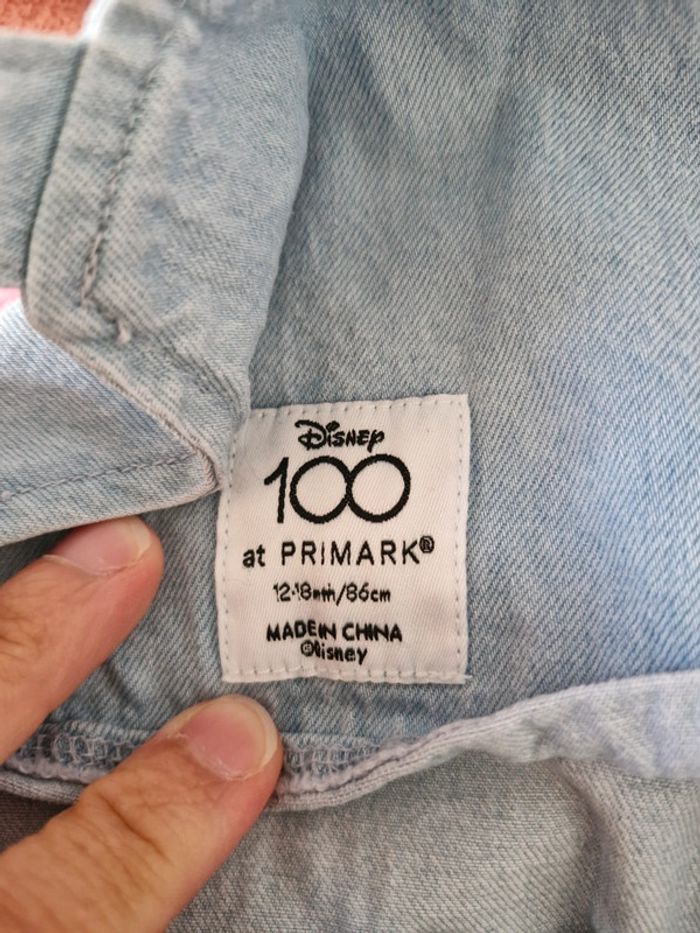 Disney
100
at PRIMARK®
12-18mth/86cm
MADE IN CHINA
©Disney